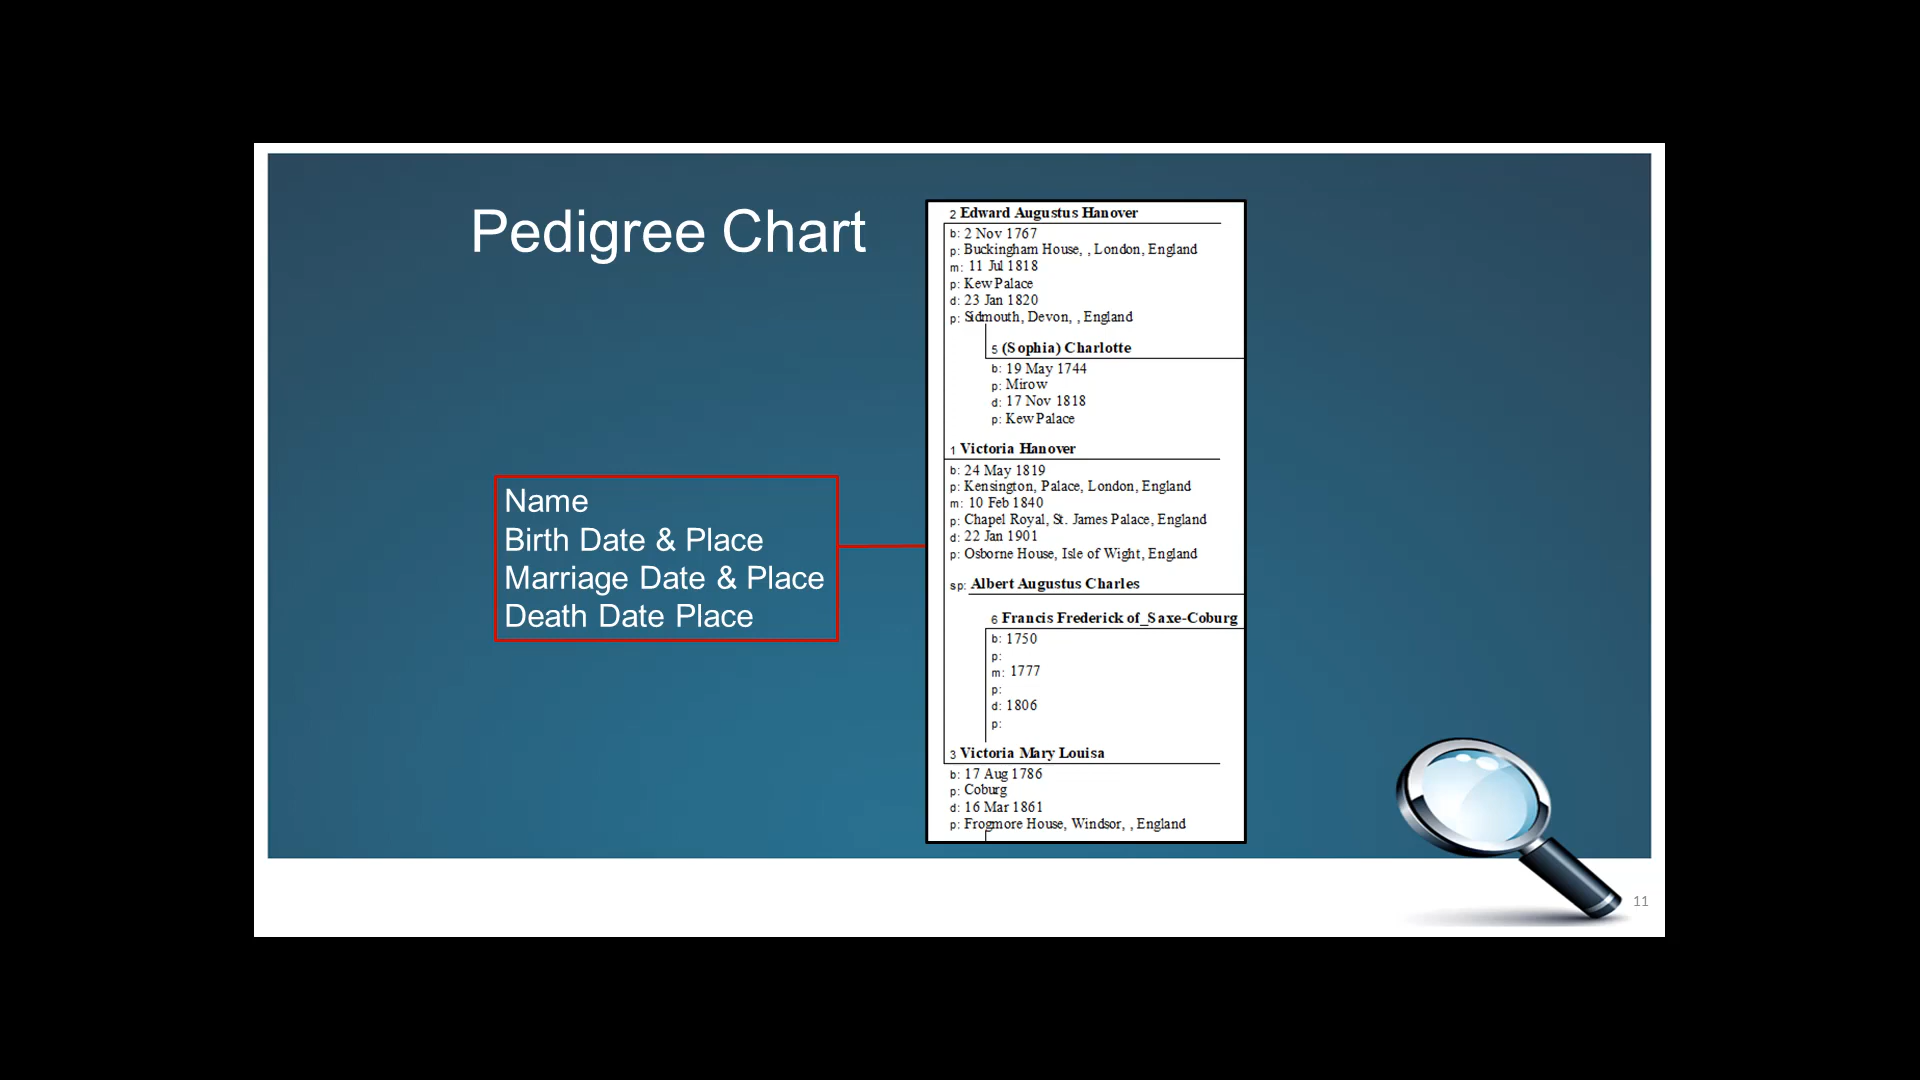 Pedigree Chart
Name
Birth Date & Place
Marriage Date & Place
Death Date Place
2 Edward Augustus Hanover
b: 2 Nov 1767
p: Buckingham House, , London, England
m: 11 Jul 1818
p: Kew Palace
d: 23 Jan 1820
p: Sidmouth, Devon, , England
5 (Sophia) Charlotte
b: 19 May 1744
p: Mirow
d: 17 Nov 1818
p: Kew Palace
1 Victoria Hanover
b: 24 May 1819
p: Kensington, Palace, London, England
m: 10 Feb 1840
p: Chapel Royal, St. James Palace, England
d: 22 Jan 1901
p: Osborne House, Isle of Wight, England
sp: Albert Augustus Charles
6 Francis Frederick of_Saxe-Coburg
b: 1750
p:
m: 1777
p:
d: 1806
p:
3 Victoria Mary Louisa
b: 17 Aug 1786
p: Coburg
d: 16 Mar 1861
p: Frogmore House, Windsor, , England
11